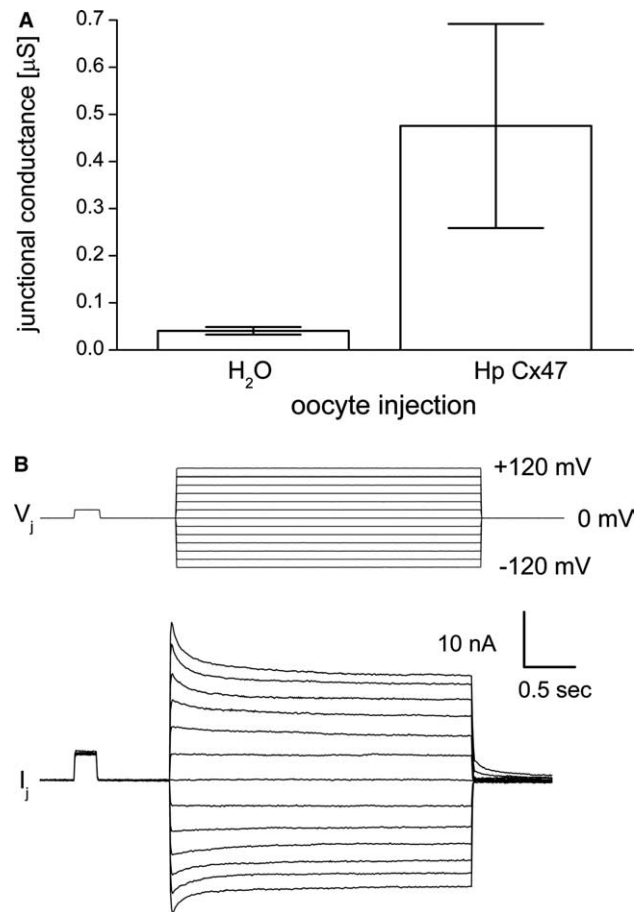 A
junctional conductance [µS]
0.7
0.6
0.5
0.4
0.3
0.2
0.1
0.0
H₂O
Hp Cx47
oocyte injection
B
Vⱼ
+120 mV
0 mV
-120 mV
10 nA
0.5 sec
Iⱼ